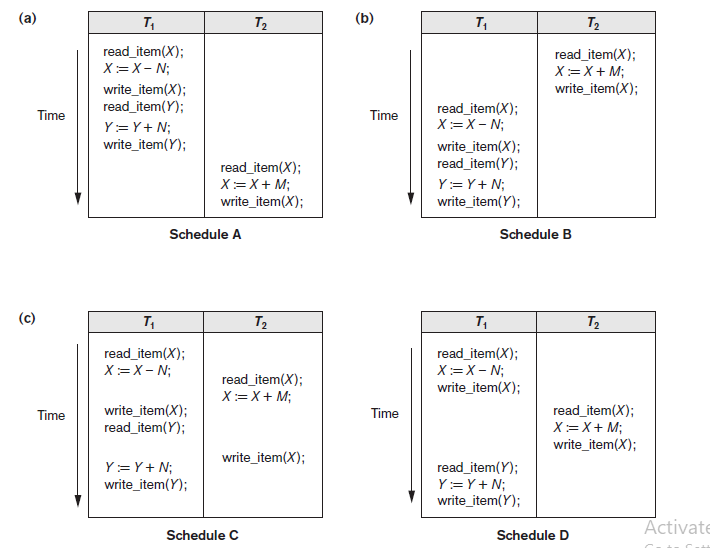 (a)
T1 T2
read_item(X);
X := X – N;
write_item(X);
read_item(Y);
Time
Y := Y + N;
write_item(Y);
read_item(X);
X := X + M;
write_item(X);
Schedule A
(b)
T1 T2
read_item(X);
X := X + M;
write_item(X);
Time
read_item(X);
X := X – N;
write_item(X);
read_item(Y);
Y := Y + N;
write_item(Y);
Schedule B
(c)
T1 T2
read_item(X);
X := X – N;
read_item(X);
X := X + M;
Time
write_item(X);
read_item(Y);
write_item(X);
Y := Y + N;
write_item(Y);
Schedule C
T1 T2
read_item(X);
X := X – N;
write_item(X);
Time
read_item(X);
X := X + M;
write_item(X);
read_item(Y);
Y := Y + N;
write_item(Y);
Schedule D
Activate